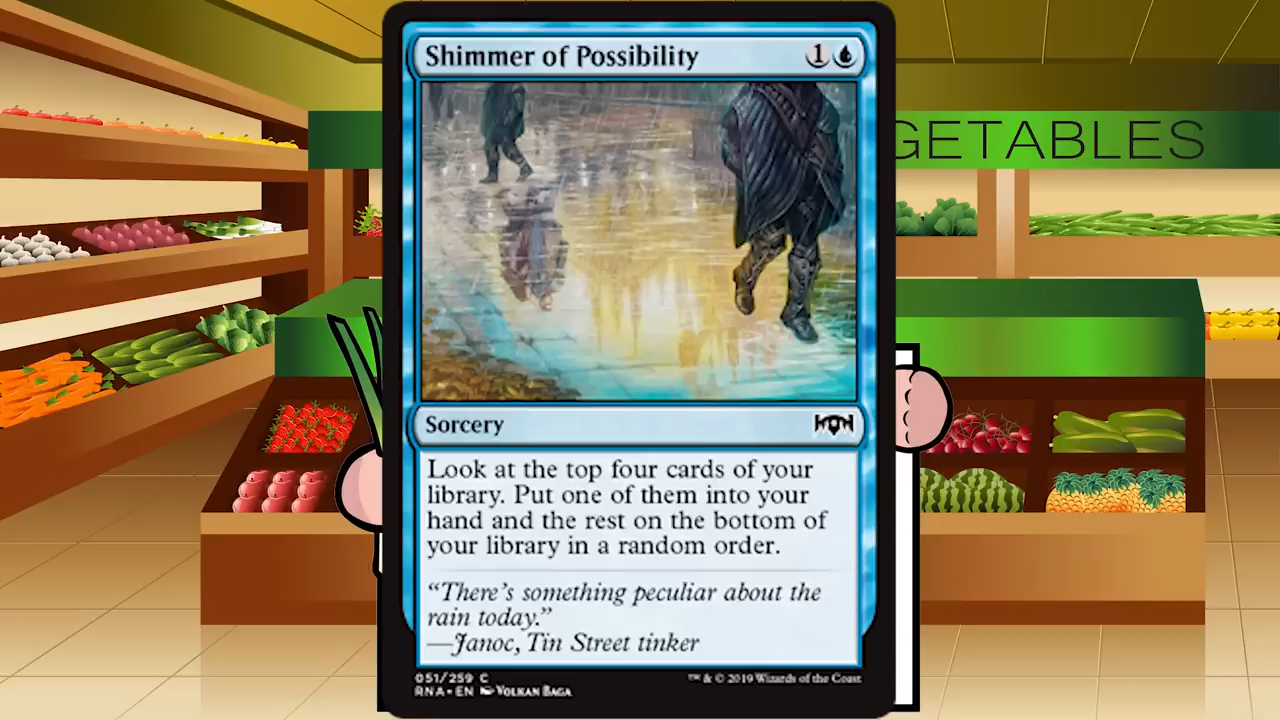 Shimmer of Possibility 1
GETABLES
Sorcery
Look at the top four cards of your
library. Put one of them into your
hand and the rest on the bottom of
your library in a random order.
“There’s something peculiar about the
rain today.”
—Janoc, Tin Street tinker
051/259 C
RNA • EN Volkan Baga
™ & © 2019 Wizards of the Coast